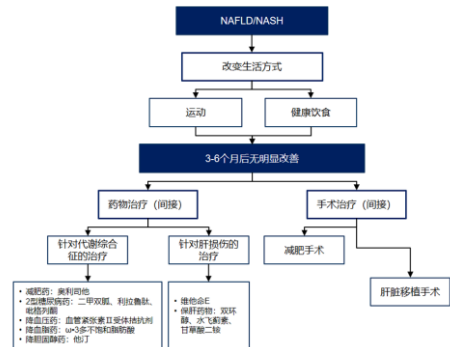 NAFLD/NASH
改变生活方式
运动
健康饮食
3-6个月后无明显改善
药物治疗（间接）
手术治疗（间接）
针对代谢综合
征的治疗
针对肝损伤的
治疗
减肥手术
肝脏移植手术
• 减肥药：奥利司他
• 2型糖尿病药：二甲双胍、利拉鲁肽、
吡格列酮
• 降血压药：血管紧张素II受体拮抗剂
• 降血脂药：ω-3多不饱和脂肪酸
• 降胆固醇药：他汀
• 维他命E
• 保肝药物：双环
醇、水飞蓟素、
甘草酸二铵